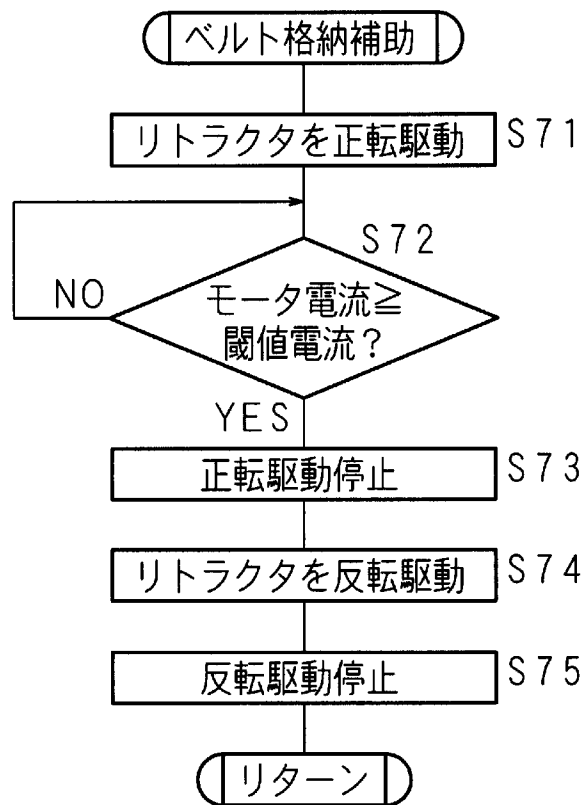 ベルト格納補助
リトラクタを正転駆動
S71
S72
モータ電流≧
閾値電流？
NO
YES
正転駆動停止
S73
リトラクタを反転駆動
S74
反転駆動停止
S75
リターン